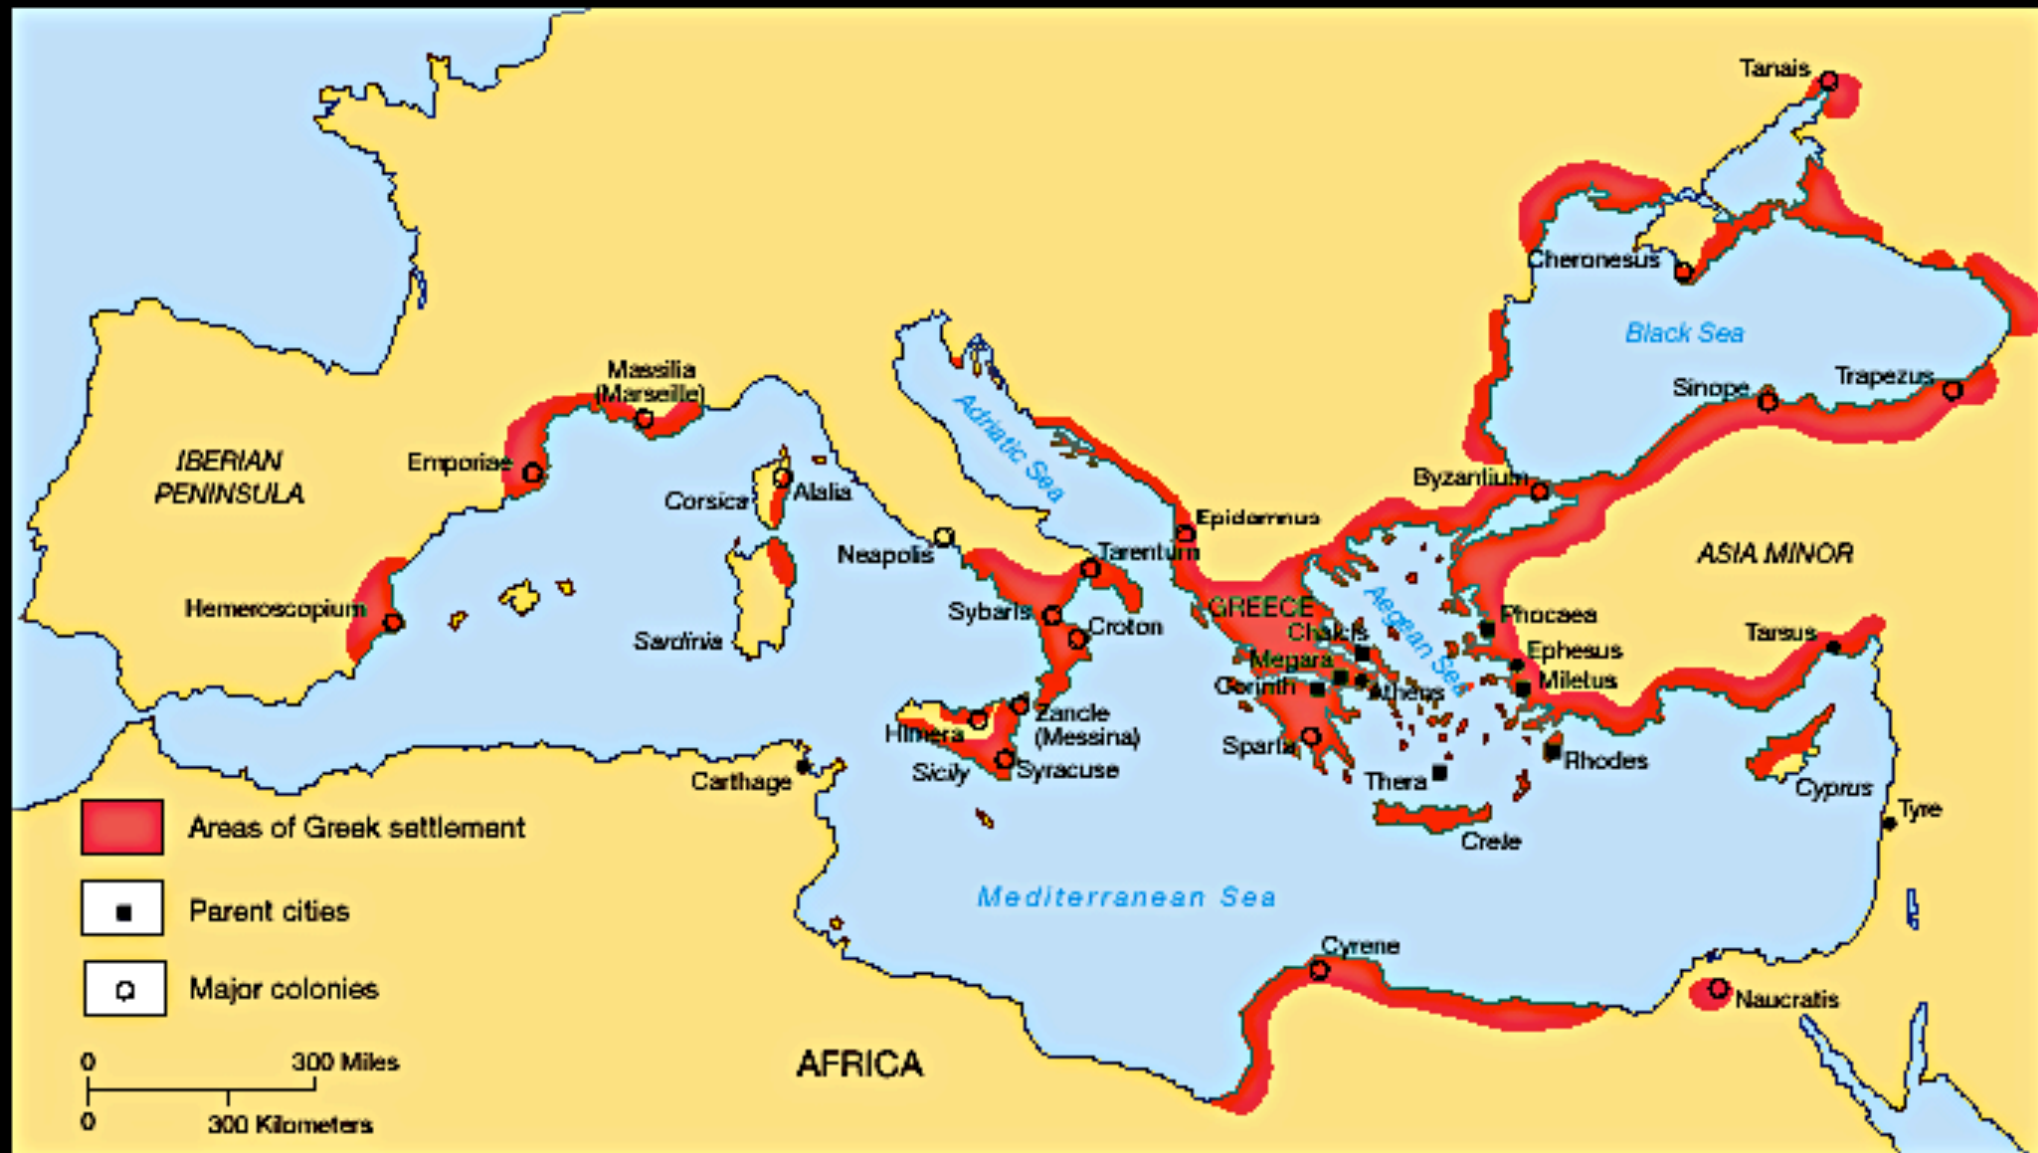 Tanais
Cheronesus
Black Sea
Massilia
(Marseille)
Sinope
Trapezus
Adriatic Sea
IBERIAN
PENINSULA
Emporiae
Corsica
Alalia
Byzantium
Epidamnus
Neapolis
Tarentum
ASIA MINOR
Aegean Sea
Hemeroscopium
Sybaris
Croton
GREECE
Chalcis
Phocaea
Sardinia
Tarsus
Megara
Ephesus
Corinth
Athens
Miletus
Himera
Zancle
(Messina)
Sparta
Rhodes
Carthage
Sicily
Syracuse
Thera
Cyprus
Tyre
Crete
Areas of Greek settlement
Mediterranean Sea
Parent cities
Cyrene
Major colonies
Naucratis
AFRICA
0 300 Miles
0 300 Kilometers